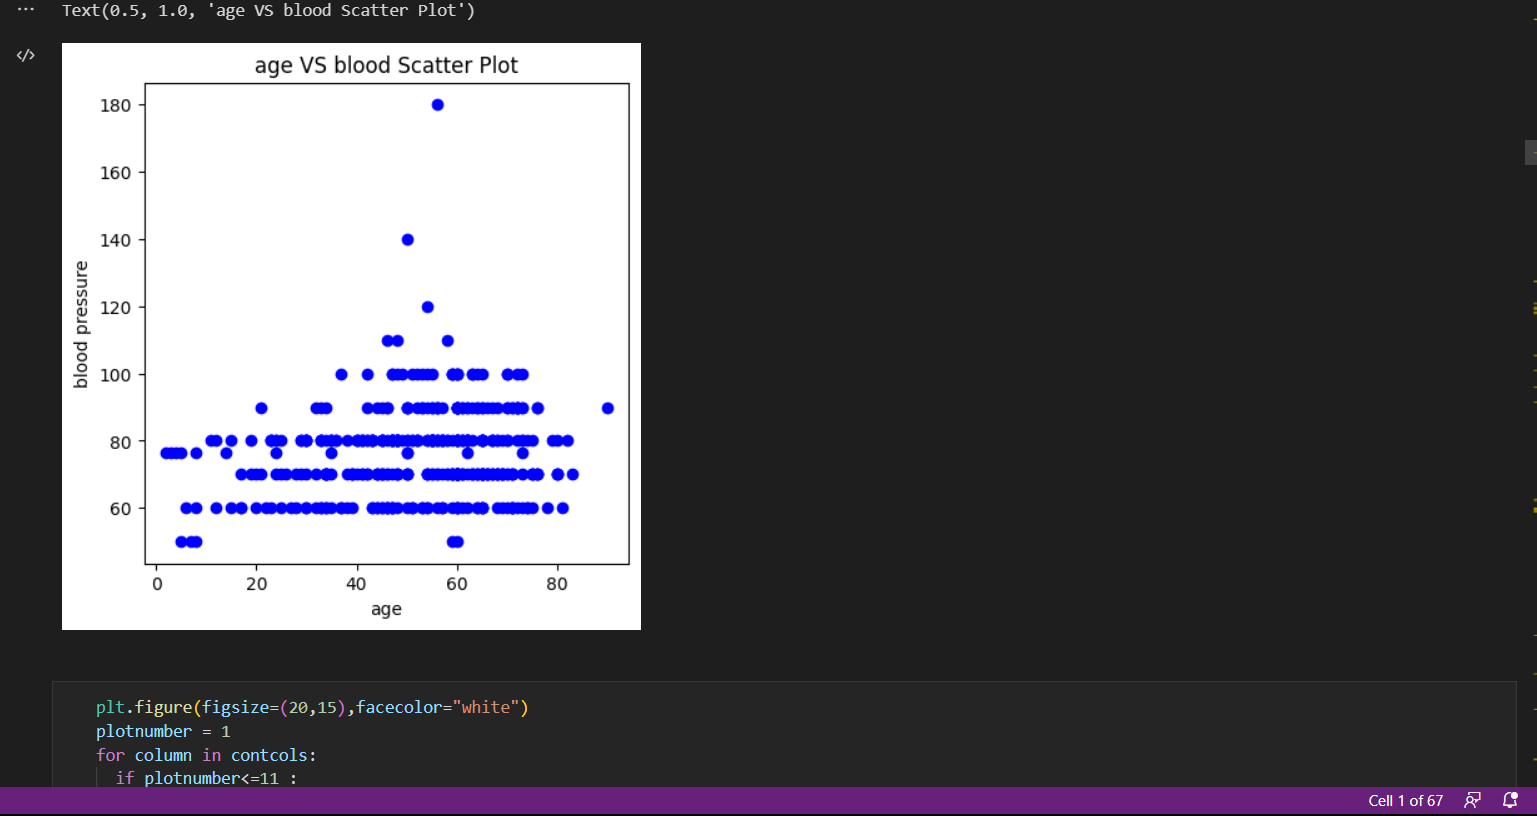 Text(0.5, 1.0, 'age VS blood Scatter Plot')
age VS blood Scatter Plot
180
160
140
120
100
80
60
blood pressure
0 20 40 60 80
age
plt.figure(figsize=(20,15),facecolor="white")
plotnumber = 1
for column in contcols:
if plotnumber<=11 :
Cell 1 of 67